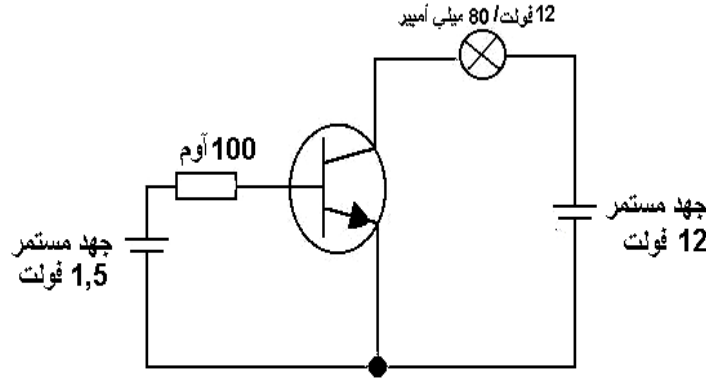 12 فولت/ 80 ميلي أمبير
100 آوم
جهد مستمر
12 فولت
جهد مستمر
1,5 فولت